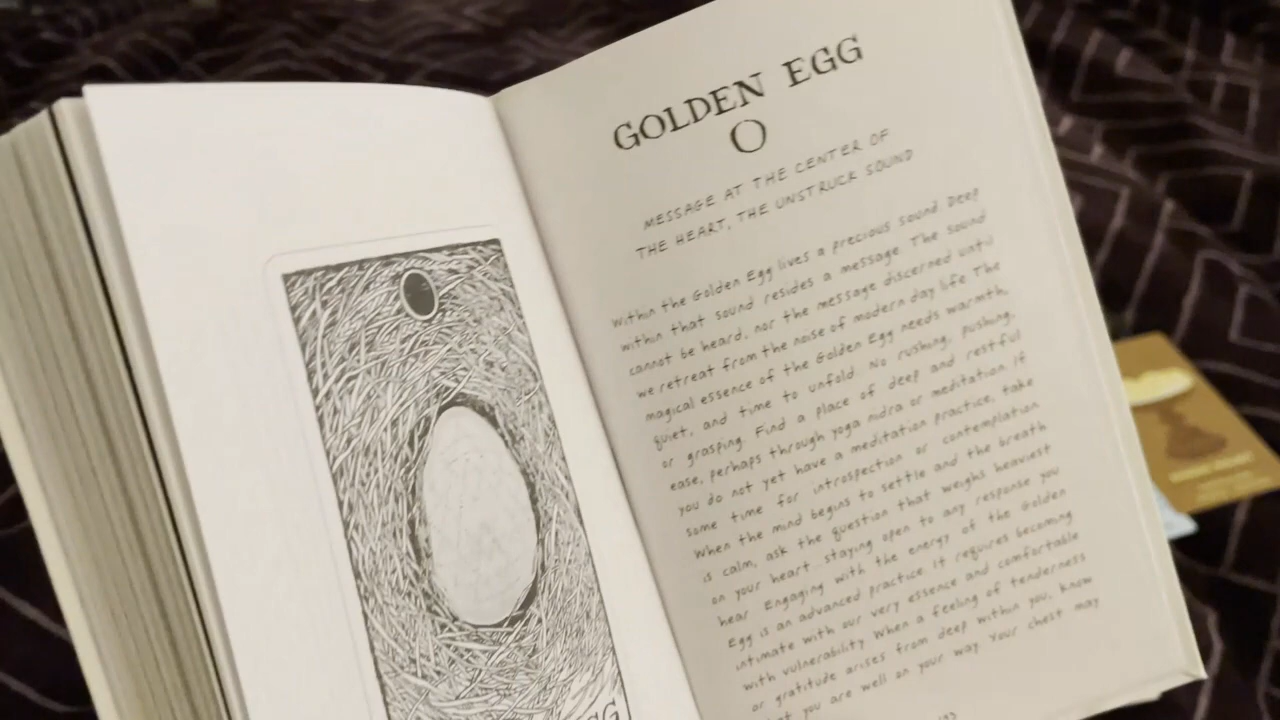 GOLDEN EGG
O
MESSAGE AT THE CENTER OF
THE HEART, THE UNSTRUCK SOUND
Within the Golden Egg lives a precious sound Deep
within that sound resides a message. The sound
cannot be heard, nor the message discerned until
we retreat from the noise of modern day life. The
magical essence of the Golden Egg needs warmth,
quiet, and time to unfold. No rushing, pushing,
or grasping. Find a place of deep and restful
ease, perhaps through yoga nidra or meditation. If
you do not yet have a meditation practice, take
some time for introspection or contemplation
When the mind begins to settle and the breath
is calm, ask the question that weighs heaviest
on your heart... staying open to any response you
hear. Engaging with the energy of the Golden
Egg is an advanced practice. It requires becoming
intimate with our very essence and comfortable
with vulnerability. When a feeling of tenderness
or gratitude arises from deep within you, know
you are well on your way. Your chest may
193
GG